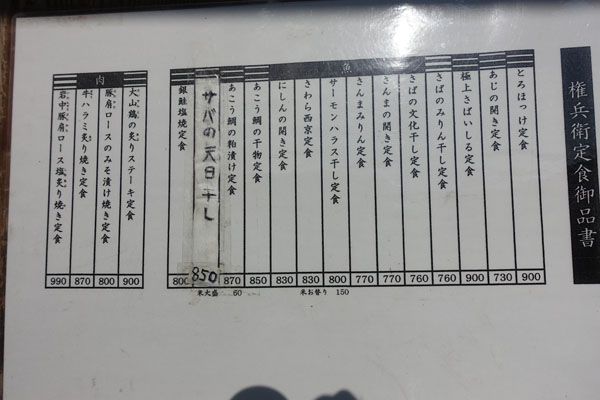 権兵衛定食御品書
魚
とろほっけ定食 900
あじの開き定食 730
極上さばいしる定食 900
さばのみりん干し定食 760
さばの文化干し定食 760
さんまの開き定食 770
さんまみりん定食 770
サーモンハラス干し定食 800
さわら西京定食 830
にしんの開き定食 830
あこう鯛の干物定食 850
あこう鯛の粕漬け定食 870
サバの天日干し 850
銀鮭塩焼定食 800
肉
大山鶏の炙りステーキ定食 900
豚肩ロースのみそ漬け焼き定食 800
牛ハラミ炙り焼き定食 870
岩中豚肩ロース塩炙り焼き定食 990
米大盛 60
米お替り 150